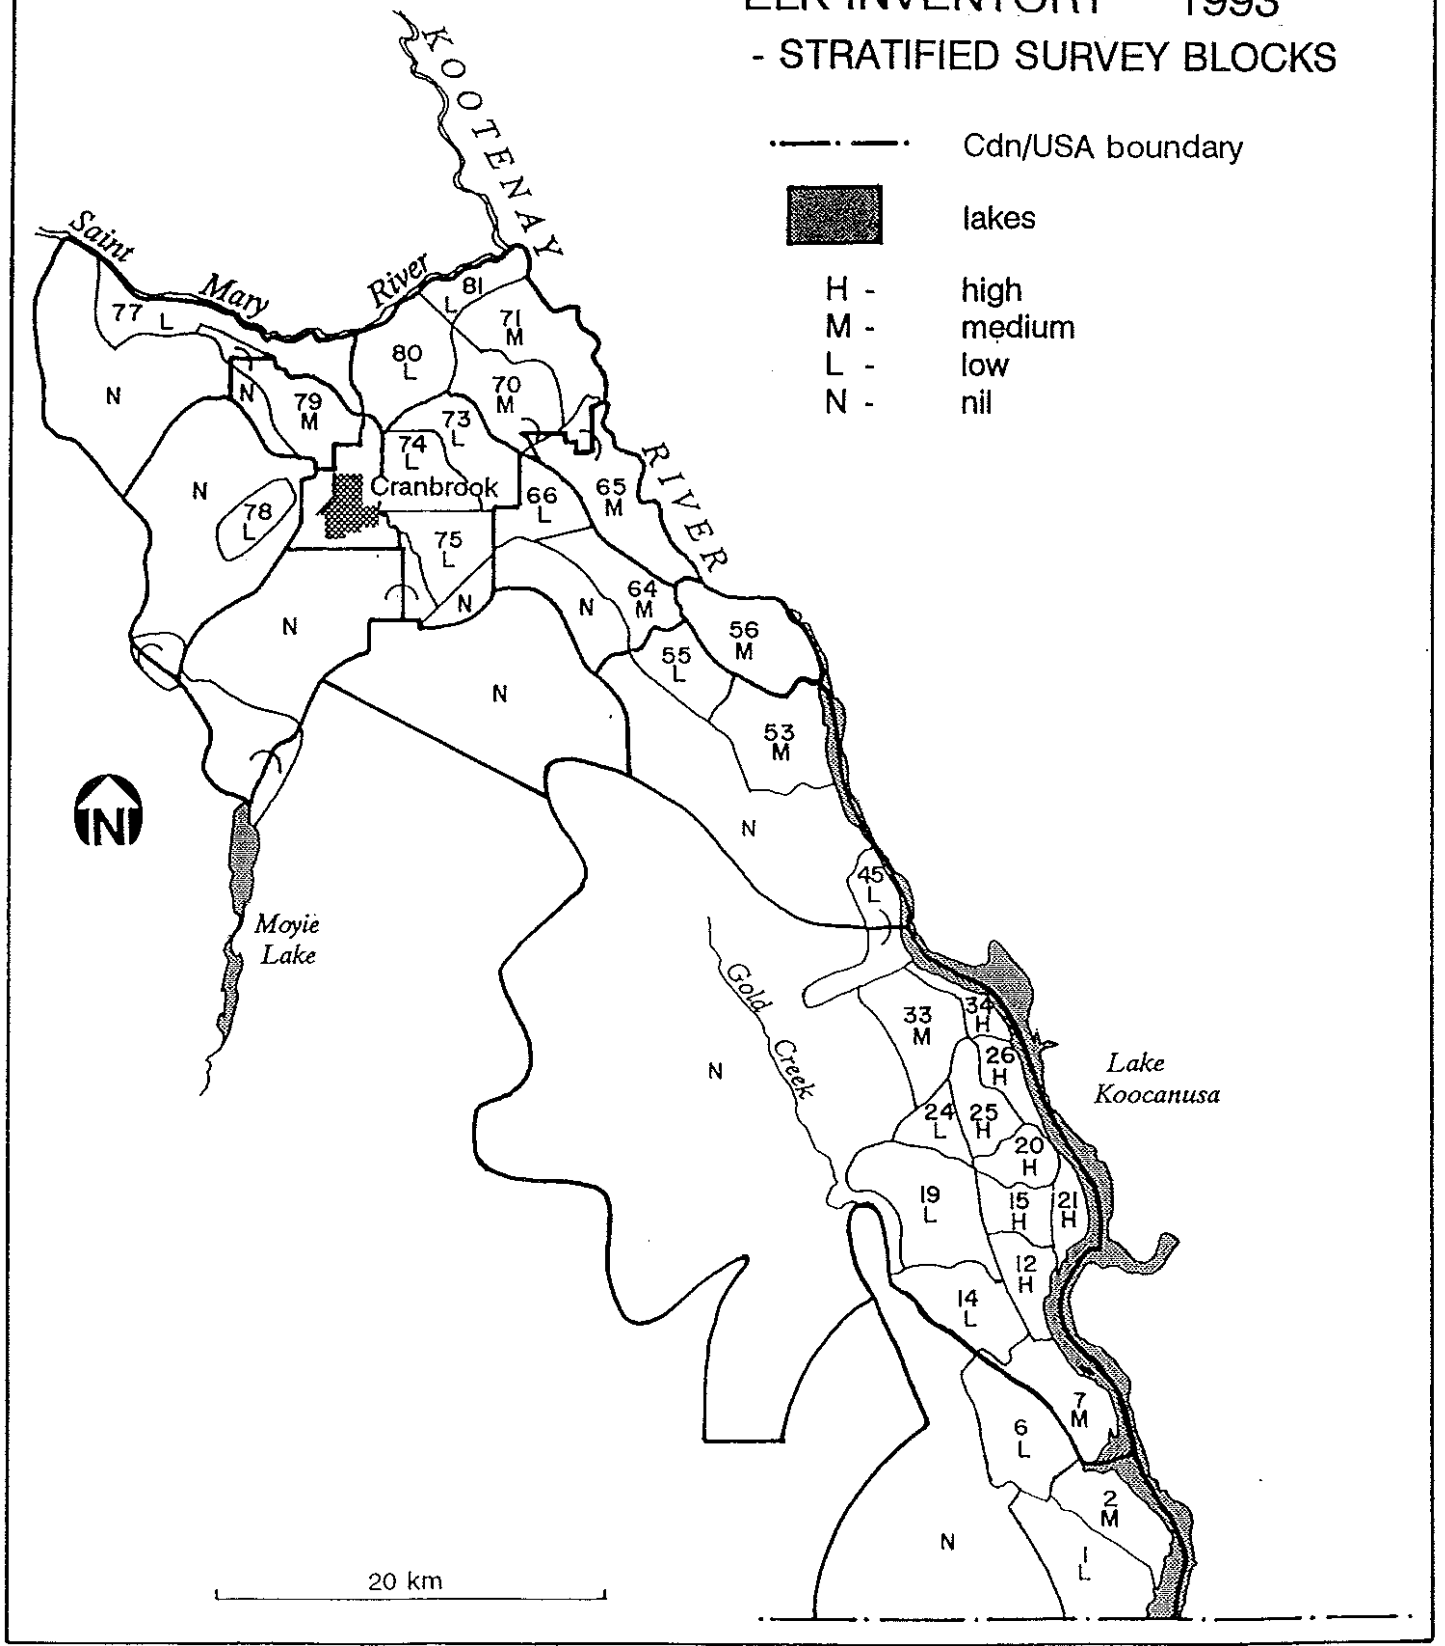 ELK INVENTORY 1993
- STRATIFIED SURVEY BLOCKS
Cdn/USA boundary
lakes
H - high
M - medium
L - low
N - nil
KOOTENAY
RIVER
Saint
Mary
River
81
L
77 L
71
M
80
L
N
N
79
M
70
M
73
L
74
L
Cranbrook
N
78
L
66
L
65
M
75
L
N
N
64
M
N
56
M
55
L
N
53
M
N
N
45
L
Moyie
Lake
Gold
Creek
N
33
M
34
H
26
H
Lake
Koocanusa
24
L
25
H
20
H
19
L
15
H
21
H
12
H
14
L
7
M
6
L
2
M
N
1
L
20 km